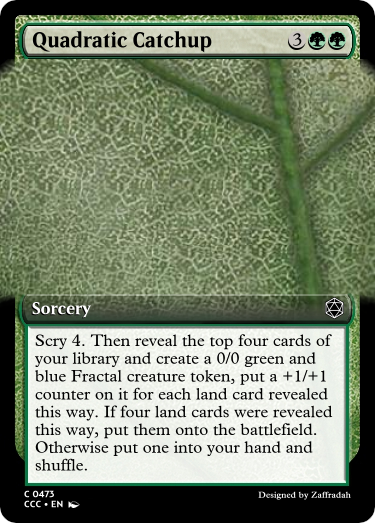 Quadratic Catchup 3
Sorcery
Scry 4. Then reveal the top four cards of
your library and create a 0/0 green and
blue Fractal creature token, put a +1/+1
counter on it for each land card revealed
this way. If four land cards were revealed
this way, put them onto the battlefield.
Otherwise put one into your hand and
shuffle.
C 0473
CCC • EN
Designed by Zaffradah